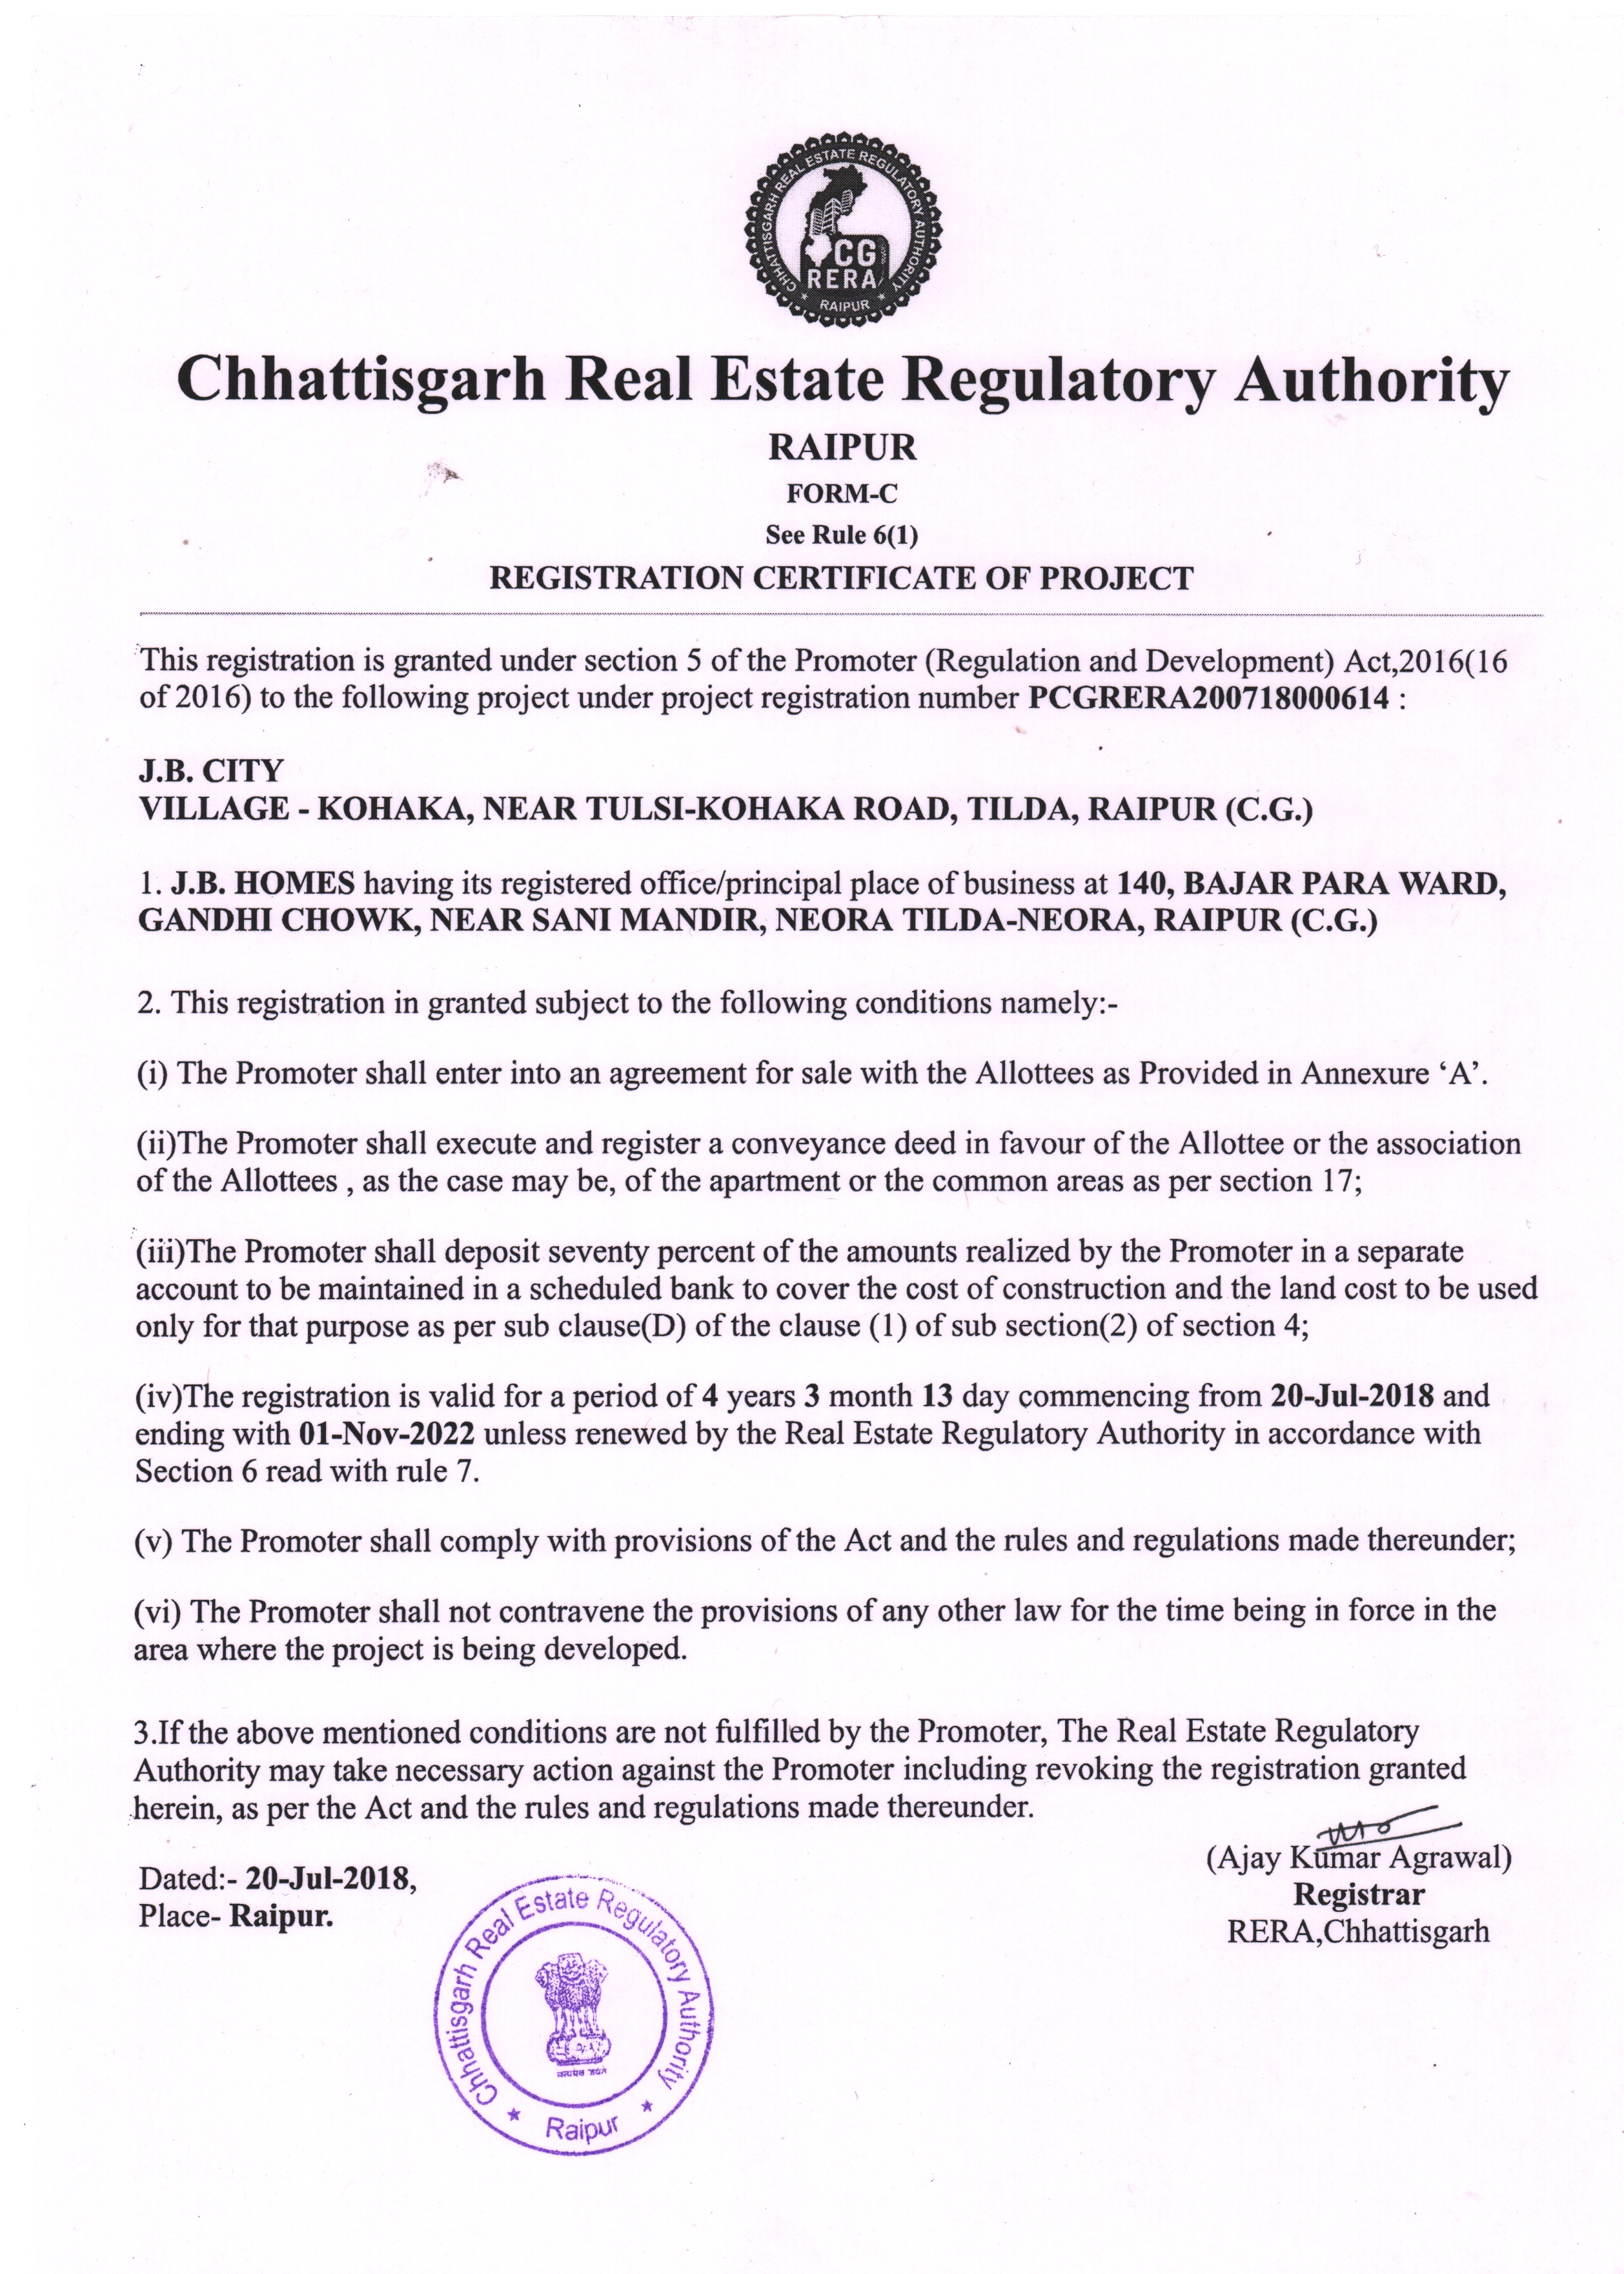 CHHATTISGARH REAL ESTATE REGULATORY AUTHORITY
CG
RERA
RAIPUR
Chhattisgarh Real Estate Regulatory Authority
RAIPUR
FORM-C
See Rule 6(1)
REGISTRATION CERTIFICATE OF PROJECT
This registration is granted under section 5 of the Promoter (Regulation and Development) Act,2016(16
of 2016) to the following project under project registration number PCGRERA200718000614 :
J.B. CITY
VILLAGE - KOHAKA, NEAR TULSI-KOHAKA ROAD, TILDA, RAIPUR (C.G.)
1. J.B. HOMES having its registered office/principal place of business at 140, BAJAR PARA WARD,
GANDHI CHOWK, NEAR SANI MANDIR, NEORA TILDA-NEORA, RAIPUR (C.G.)
2. This registration in granted subject to the following conditions namely:-
(i) The Promoter shall enter into an agreement for sale with the Allottees as Provided in Annexure ‘A’.
(ii)The Promoter shall execute and register a conveyance deed in favour of the Allottee or the association
of the Allottees , as the case may be, of the apartment or the common areas as per section 17;
(iii)The Promoter shall deposit seventy percent of the amounts realized by the Promoter in a separate
account to be maintained in a scheduled bank to cover the cost of construction and the land cost to be used
only for that purpose as per sub clause(D) of the clause (1) of sub section(2) of section 4;
(iv)The registration is valid for a period of 4 years 3 month 13 day commencing from 20-Jul-2018 and
ending with 01-Nov-2022 unless renewed by the Real Estate Regulatory Authority in accordance with
Section 6 read with rule 7.
(v) The Promoter shall comply with provisions of the Act and the rules and regulations made thereunder;
(vi) The Promoter shall not contravene the provisions of any other law for the time being in force in the
area where the project is being developed.
3.If the above mentioned conditions are not fulfilled by the Promoter, The Real Estate Regulatory
Authority may take necessary action against the Promoter including revoking the registration granted
herein, as per the Act and the rules and regulations made thereunder.
(Ajay Kumar Agrawal)
Registrar
RERA,Chhattisgarh
Dated:- 20-Jul-2018,
Place- Raipur.
Chhattisgarh Real Estate Regulatory Authority
सत्यमेव जयते
Raipur